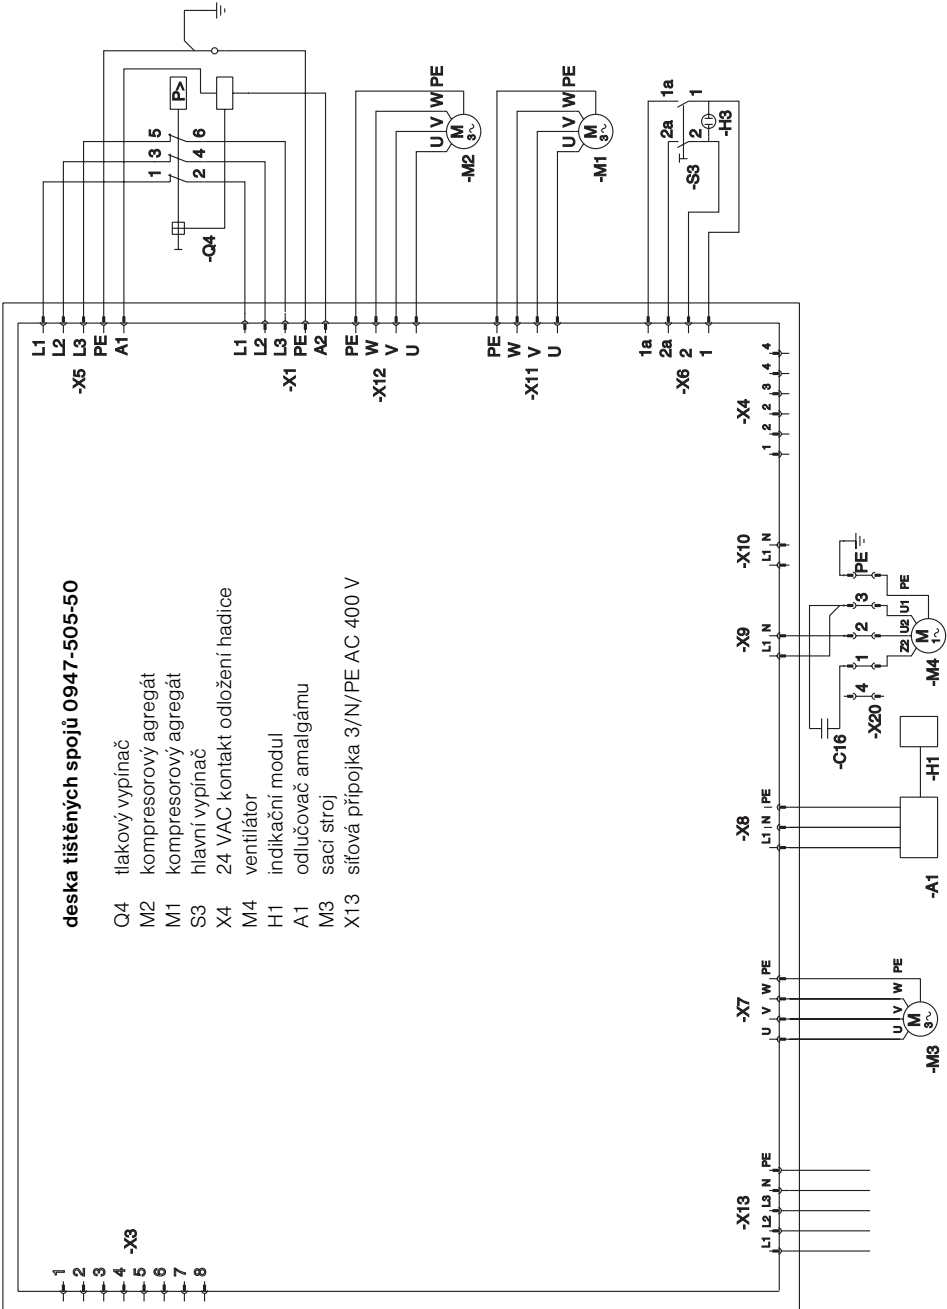 deska tištěných spojů 0947-505-50
Q4 tlakový vypínač
M2 kompresorový agregát
M1 kompresorový agregát
S3 hlavní vypínač
X4 24 VAC kontakt odložení hadice
M4 ventilátor
H1 indikační modul
A1 odlučovač amalgámu
M3 sací stroj
X13 síťová přípojka 3/N/PE AC 400 V
1
2
3
4
5
6
7
8
-X3
L1
L2
L3
PE
A1
-X5
L1
L2
L3
PE
A2
-X1
1 3 5
2 4 6
P>
-Q4
PE
W
V
U
-X12
U V W PE
M
3~
-M2
PE
W
V
U
-X11
U V W PE
M
3~
-M1
1a
2a
2
1
-X6
2a 1a
2 1
-S3
-H3
-X13
L1 L2 L3 N PE
-X7
U V W PE
U V W PE
M
3~
-M3
-X8
L1 N PE
-A1
-H1
-X9
L1 N
-X10
L1 N
-X4
1 2 2 3 4 4
-C16
-X20
4 1 2 3 PE
Z2 U2 U1 PE
M
1~
-M4